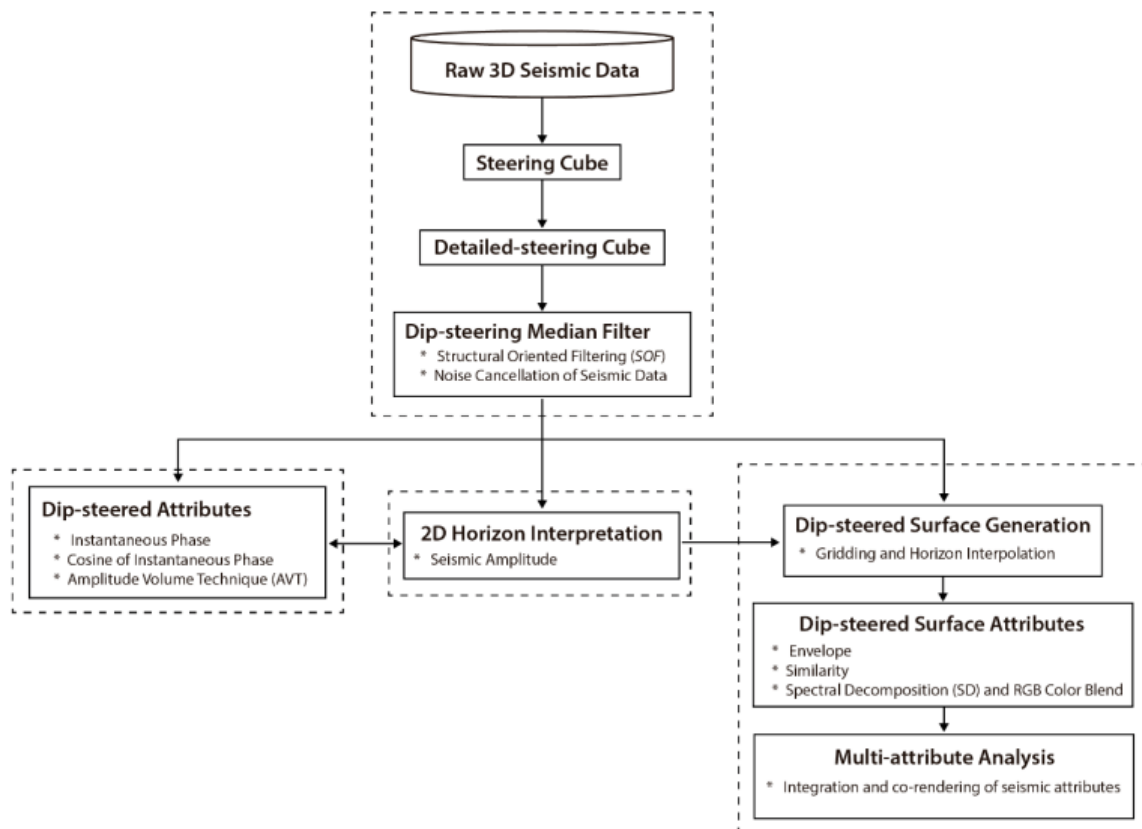 Raw 3D Seismic Data
Steering Cube
Detailed-steering Cube
Dip-steering Median Filter
* Structural Oriented Filtering (SOF)
* Noise Cancellation of Seismic Data
Dip-steered Attributes
* Instantaneous Phase
* Cosine of Instantaneous Phase
* Amplitude Volume Technique (AVT)
2D Horizon Interpretation
* Seismic Amplitude
Dip-steered Surface Generation
* Gridding and Horizon Interpolation
Dip-steered Surface Attributes
* Envelope
* Similarity
* Spectral Decomposition (SD) and RGB Color Blend
Multi-attribute Analysis
* Integration and co-rendering of seismic attributes